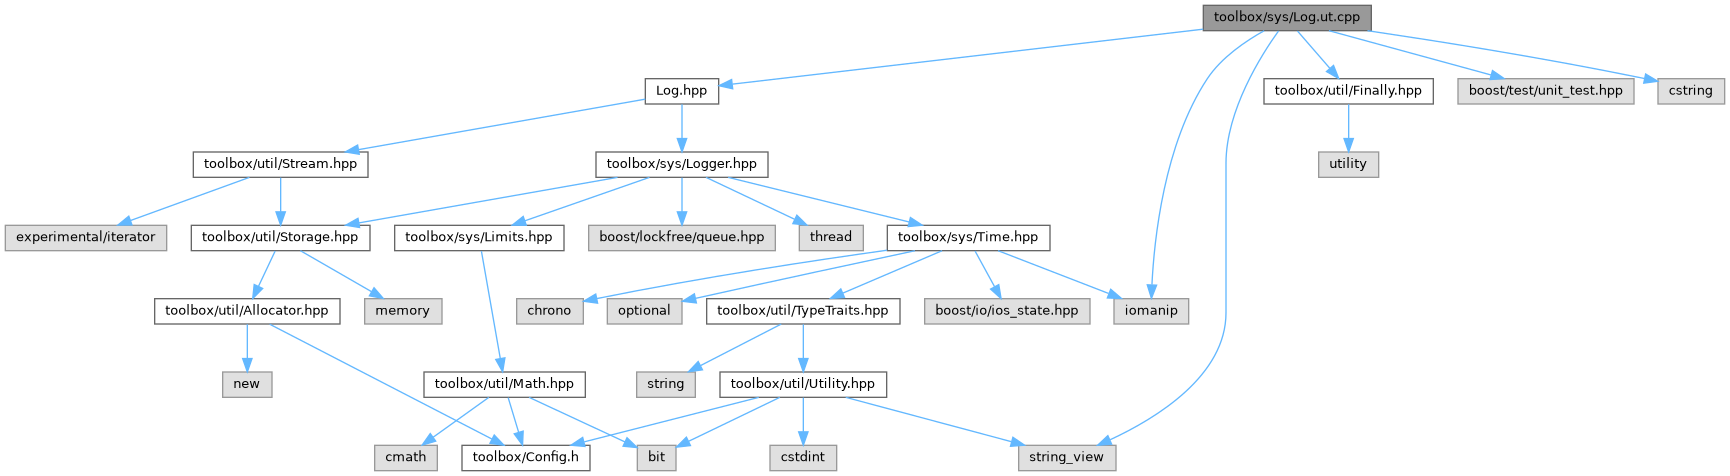 toolbox/sys/Log.ut.cpp
Log.hpp
toolbox/util/Finally.hpp
boost/test/unit_test.hpp
cstring
toolbox/util/Stream.hpp
toolbox/sys/Logger.hpp
utility
experimental/iterator
toolbox/util/Storage.hpp
toolbox/sys/Limits.hpp
boost/lockfree/queue.hpp
thread
toolbox/sys/Time.hpp
toolbox/util/Allocator.hpp
memory
chrono
optional
toolbox/util/TypeTraits.hpp
boost/io/ios_state.hpp
iomanip
new
toolbox/util/Math.hpp
string
toolbox/util/Utility.hpp
cmath
toolbox/Config.h
bit
cstdint
string_view